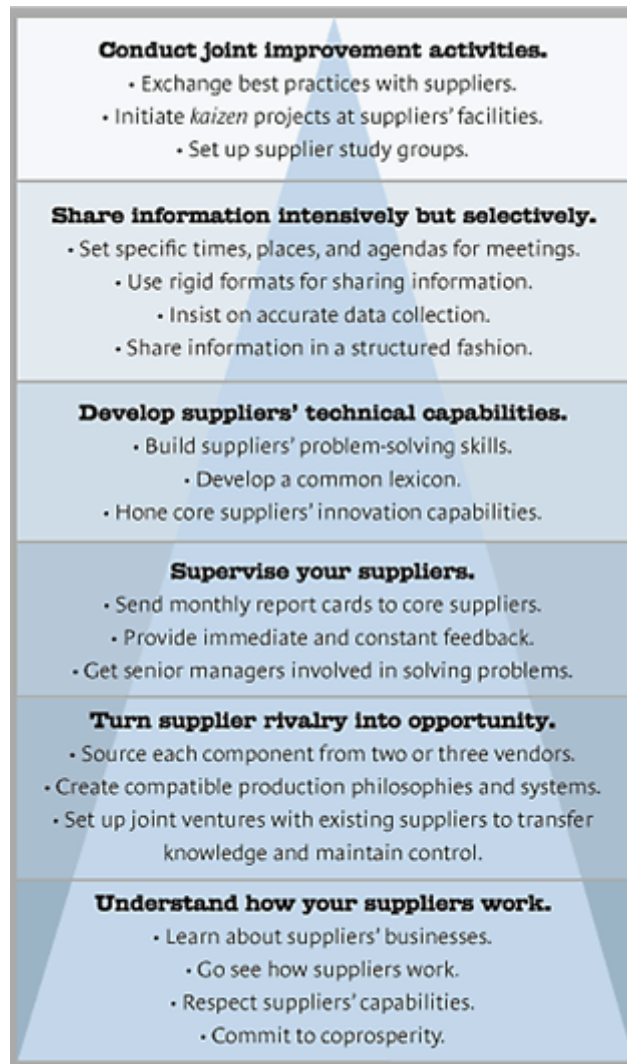 Conduct joint improvement activities.
• Exchange best practices with suppliers.
• Initiate kaizen projects at suppliers’ facilities.
• Set up supplier study groups.
Share information intensively but selectively.
• Set specific times, places, and agendas for meetings.
• Use rigid formats for sharing information.
• Insist on accurate data collection.
• Share information in a structured fashion.
Develop suppliers’ technical capabilities.
• Build suppliers’ problem-solving skills.
• Develop a common lexicon.
• Hone core suppliers’ innovation capabilities.
Supervise your suppliers.
• Send monthly report cards to core suppliers.
• Provide immediate and constant feedback.
• Get senior managers involved in solving problems.
Turn supplier rivalry into opportunity.
• Source each component from two or three vendors.
• Create compatible production philosophies and systems.
• Set up joint ventures with existing suppliers to transfer
knowledge and maintain control.
Understand how your suppliers work.
• Learn about suppliers’ businesses.
• Go see how suppliers work.
• Respect suppliers’ capabilities.
• Commit to coprosperity.